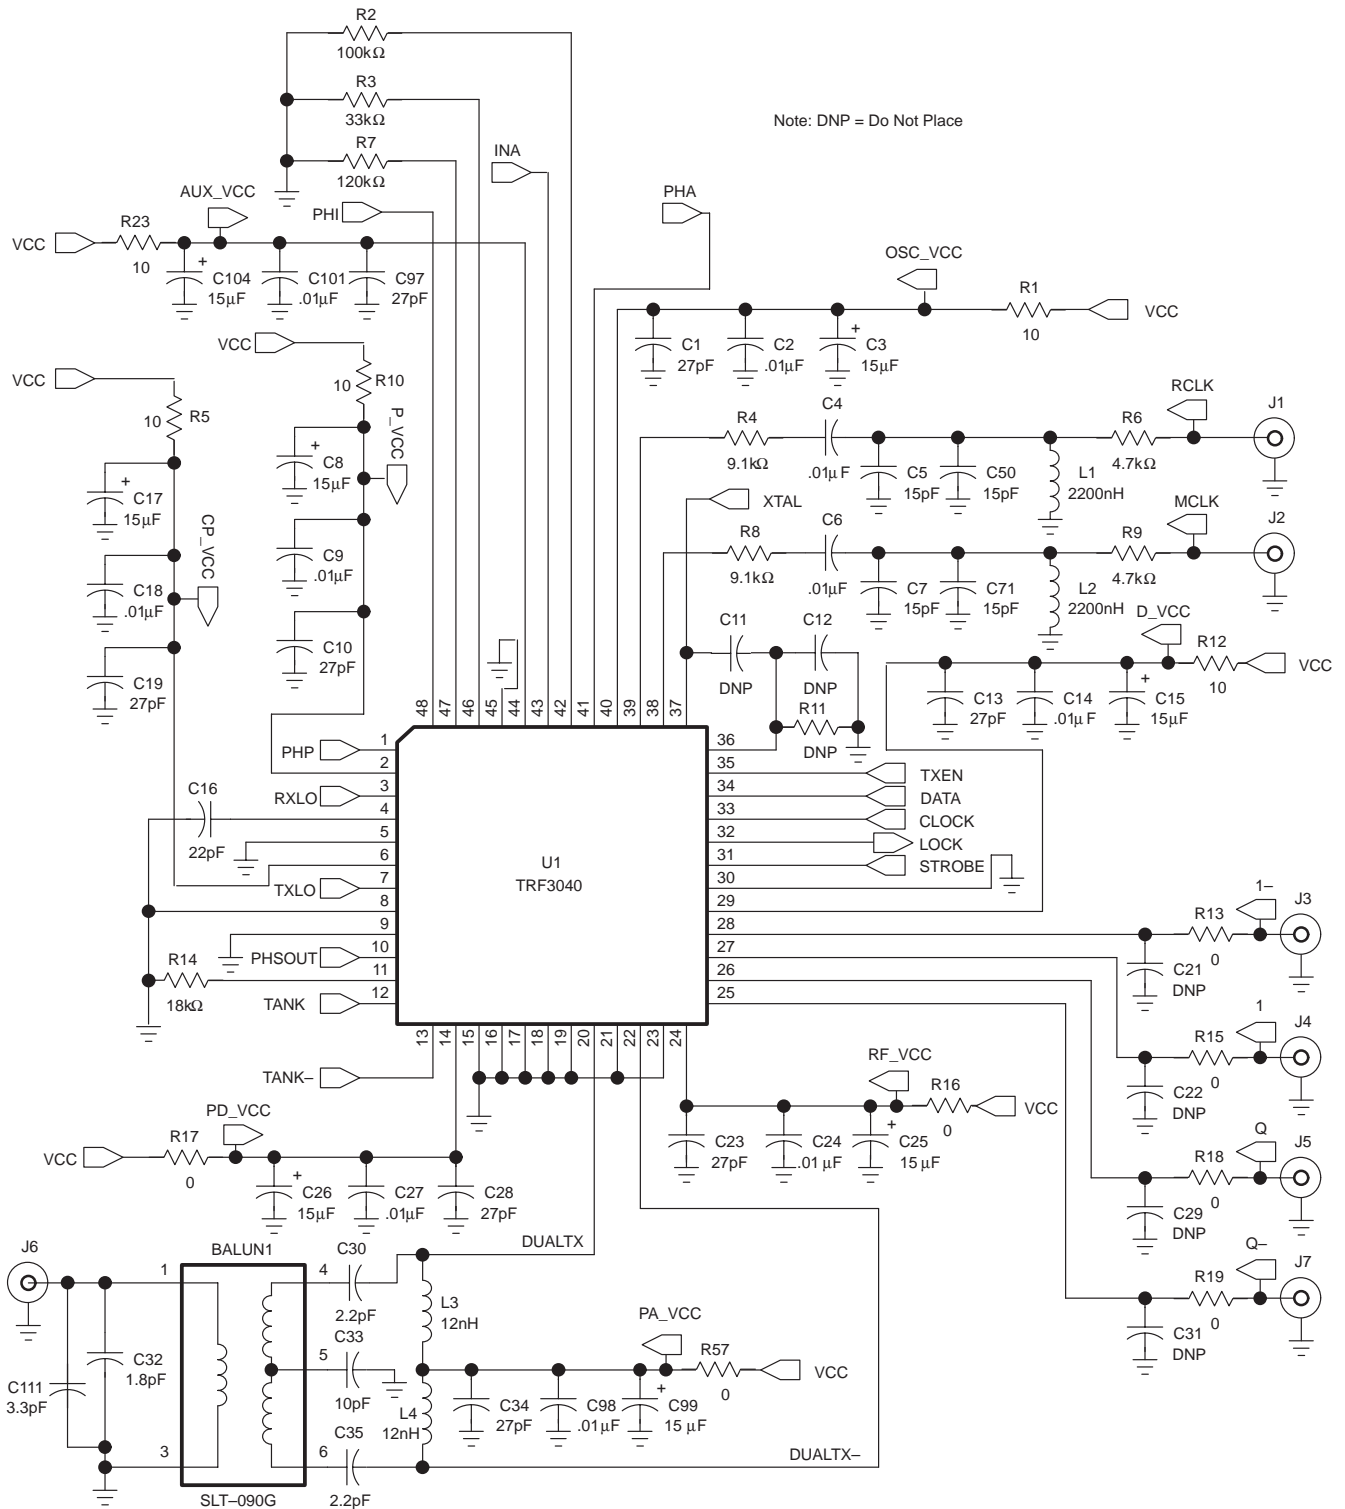 R2
100kΩ
R3
33kΩ
R7
120kΩ
Note: DNP = Do Not Place
INA
PHA
AUX_VCC
PHI
R23
VCC
10
+
C104
15μF
C101
.01μF
C97
27pF
OSC_VCC
R1
VCC
10
C1
27pF
C2
.01μF
+
C3
15μF
VCC
10
R10
P_VCC
VCC
10
R5
+
C8
15μF
C9
.01μF
C10
27pF
+
C17
15μF
CP_VCC
C18
.01μF
C19
27pF
RCLK
J1
R4
9.1kΩ
C4
.01μF
C5
15pF
C50
15pF
L1
2200nH
R6
4.7kΩ
XTAL
MCLK
J2
R8
9.1kΩ
C6
.01μF
C7
15pF
C71
15pF
L2
2200nH
R9
4.7kΩ
C11
DNP
C12
DNP
R11
DNP
D_VCC
R12
10
VCC
C13
27pF
C14
.01μF
+
C15
15μF
48
47
46
45
44
43
42
41
40
39
38
37
PHP
1
2
RXLO
3
C16
22pF
4
5
6
TXLO
7
8
9
PHSOUT
10
R14
18kΩ
11
TANK
12
U1
TRF3040
36
35
TXEN
34
DATA
33
CLOCK
32
LOCK
31
STROBE
30
29
28
27
26
25
13
14
15
16
17
18
19
20
21
22
23
24
1–
J3
R13
0
C21
DNP
1
J4
R15
0
C22
DNP
Q
J5
R18
0
C29
DNP
Q–
J7
R19
0
C31
DNP
TANK–
RF_VCC
R16
0
VCC
C23
27pF
C24
.01μF
+
C25
15μF
PD_VCC
R17
VCC
0
+
C26
15μF
C27
.01μF
C28
27pF
DUALTX
J6
BALUN1
1
4
C30
2.2pF
L3
12nH
C32
1.8pF
C111
3.3pF
5
C33
10pF
PA_VCC
R57
0
VCC
L4
12nH
C34
27pF
C98
.01μF
+
C99
15μF
3
6
C35
2.2pF
DUALTX–
SLT–090G